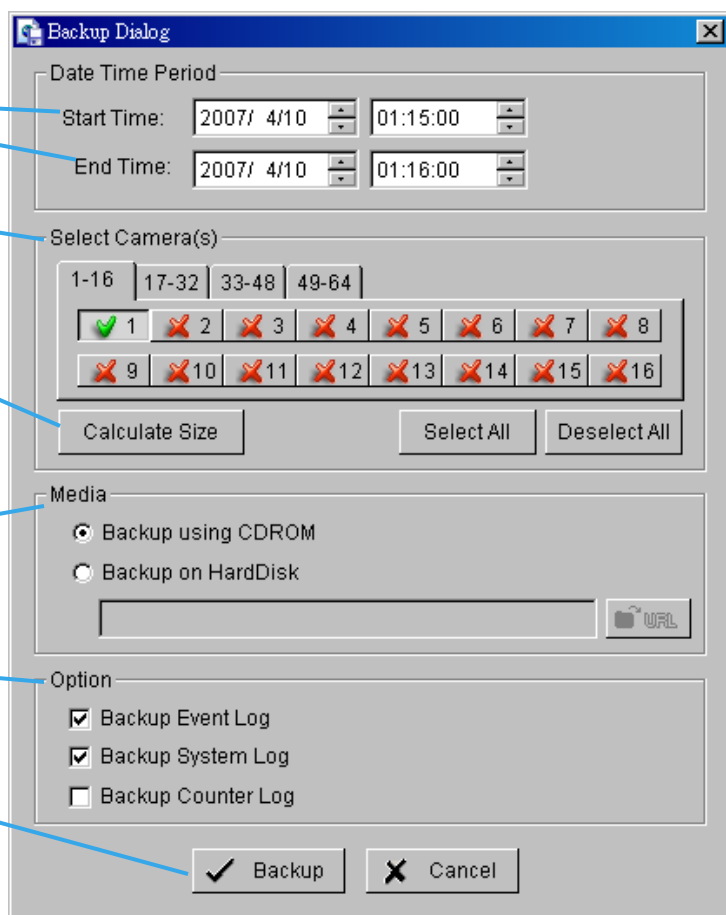 Backup Dialog
Date Time Period
Start Time: 2007/ 4/10 01:15:00
End Time: 2007/ 4/10 01:16:00
Select Camera(s)
1-16 17-32 33-48 49-64
1 2 3 4 5 6 7 8
9 10 11 12 13 14 15 16
Calculate Size Select All Deselect All
Media
Backup using CDROM
Backup on HardDisk
URL
Option
Backup Event Log
Backup System Log
Backup Counter Log
Backup Cancel